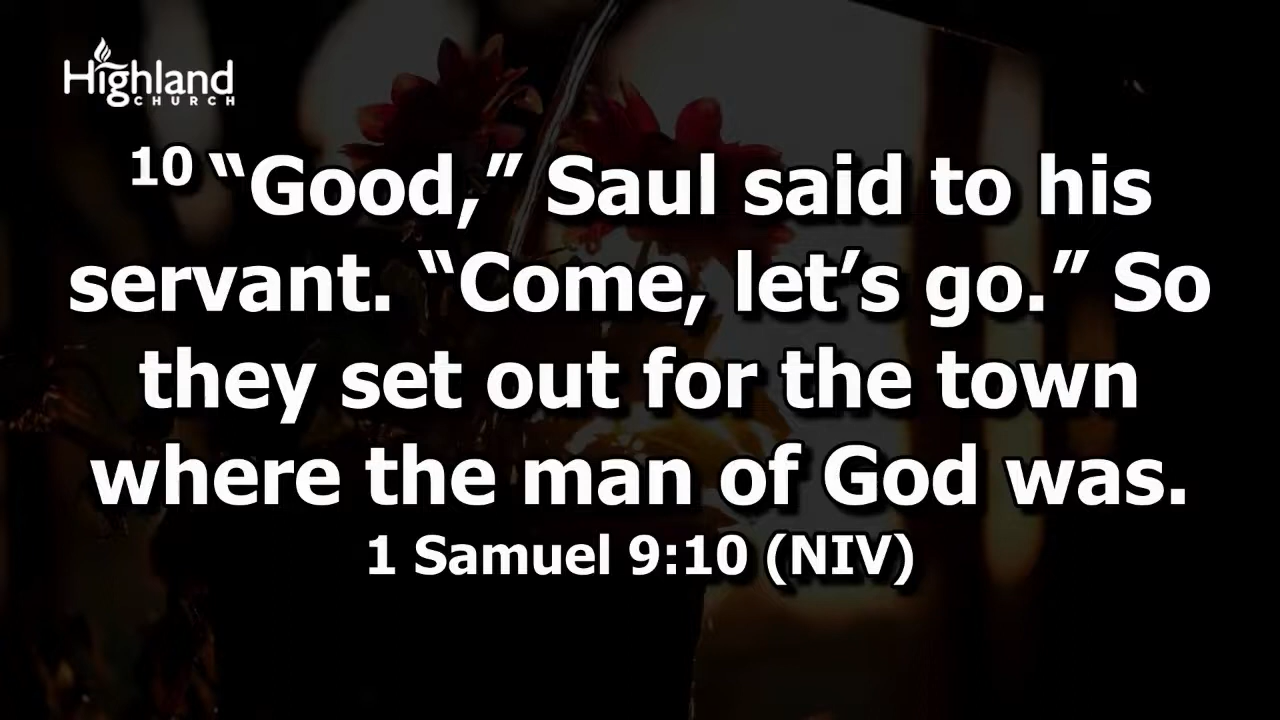 Highland
CHURCH
10 “Good,” Saul said to his
servant. “Come, let’s go.” So
they set out for the town
where the man of God was.
1 Samuel 9:10 (NIV)